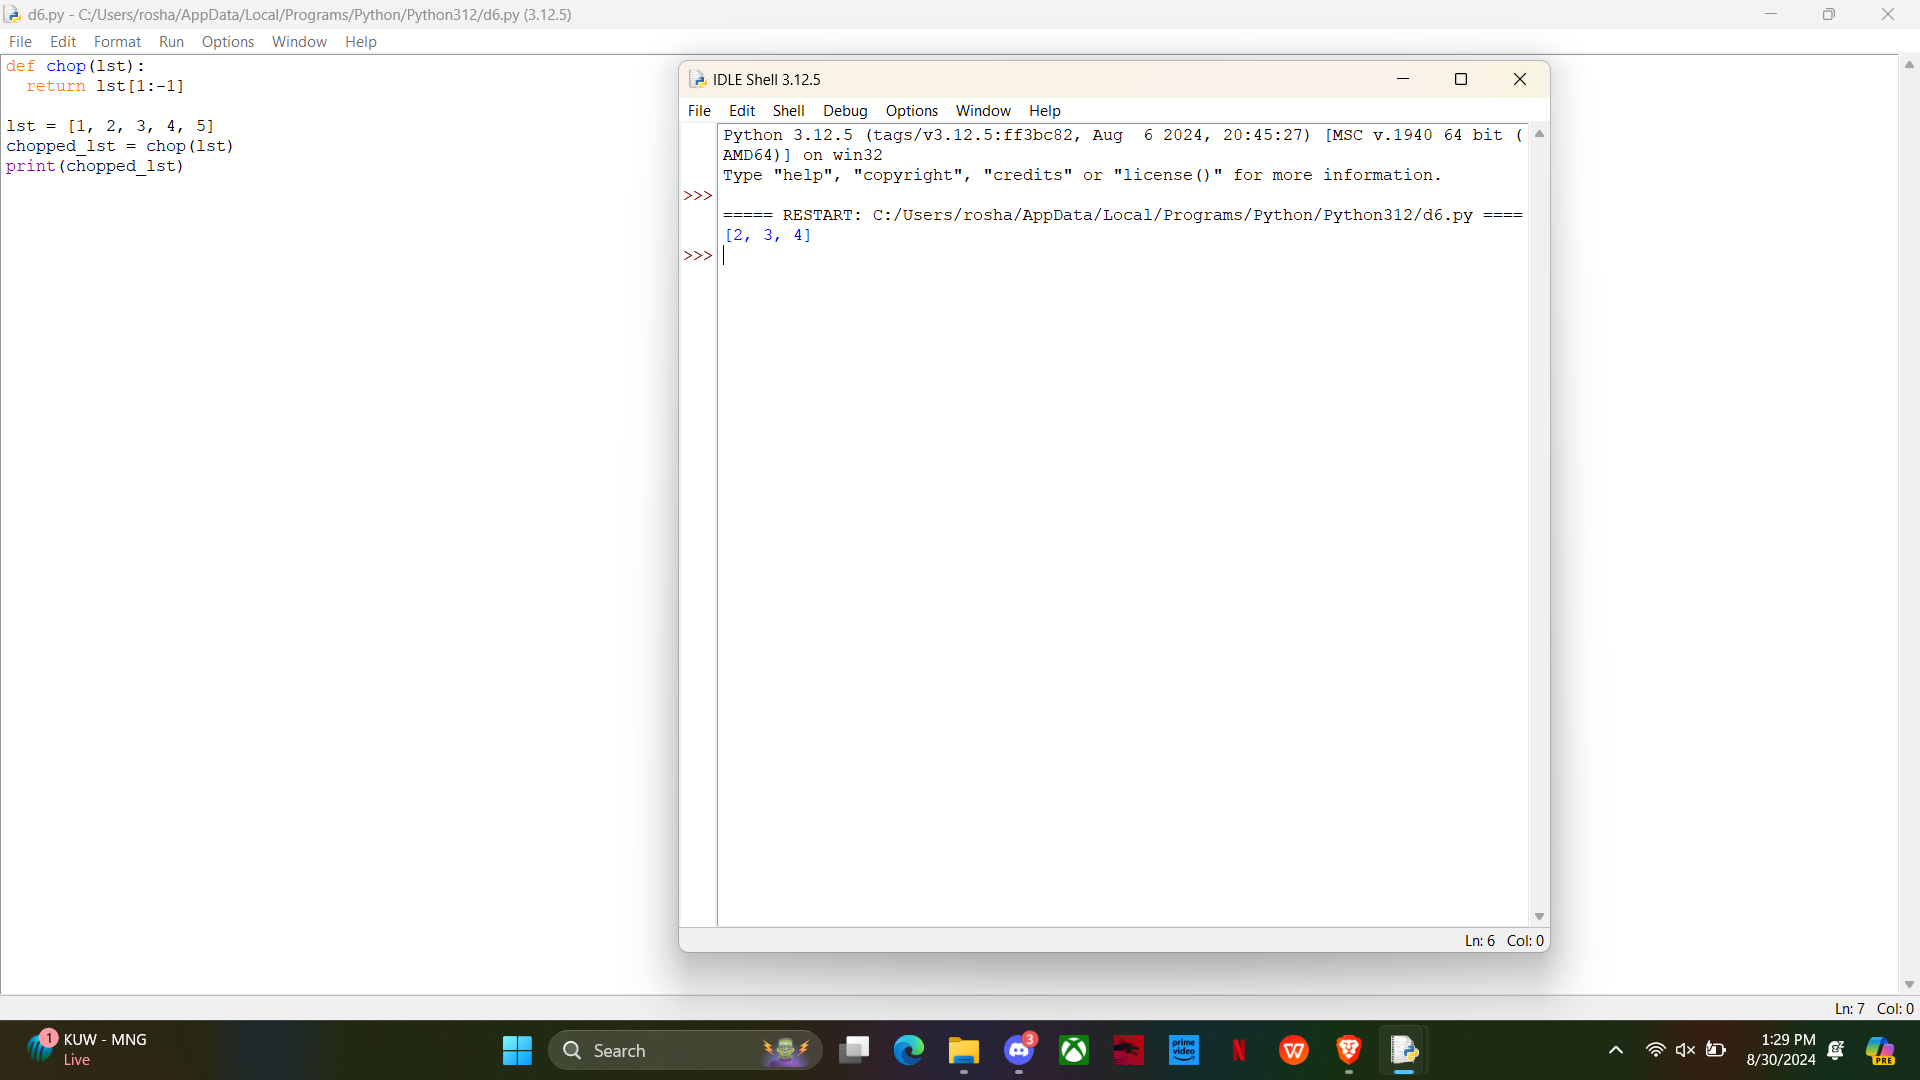 d6.py - C:/Users/rosha/AppData/Local/Programs/Python/Python312/d6.py (3.12.5)
File Edit Format Run Options Window Help
def chop(lst):
  return lst[1:-1]

lst = [1, 2, 3, 4, 5]
chopped_lst = chop(lst)
print(chopped_lst)
IDLE Shell 3.12.5
File Edit Shell Debug Options Window Help
Python 3.12.5 (tags/v3.12.5:ff3bc82, Aug  6 2024, 20:45:27) [MSC v.1940 64 bit (
AMD64)] on win32
Type "help", "copyright", "credits" or "license()" for more information.
>>>
===== RESTART: C:/Users/rosha/AppData/Local/Programs/Python/Python312/d6.py ====
[2, 3, 4]
>>>
Ln: 6 Col: 0
Ln: 7 Col: 0
1
KUW - MNG
Live
Search
3
prime video
N
W
1:29 PM
8/30/2024
PRE